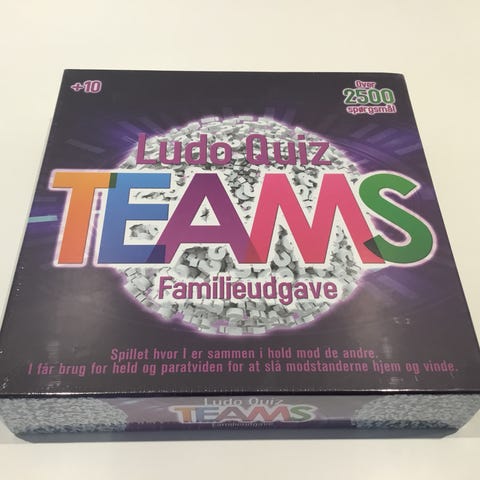 +10
Over
2500
spørgsmål
Ludo Quiz
TEAMS
Familieudgave
Spillet hvor I er sammen i hold mod de andre.
I får brug for held og paratviden for at slå modstanderne hjem og vinde.
Ludo Quiz
TEAMS
Familieudgave